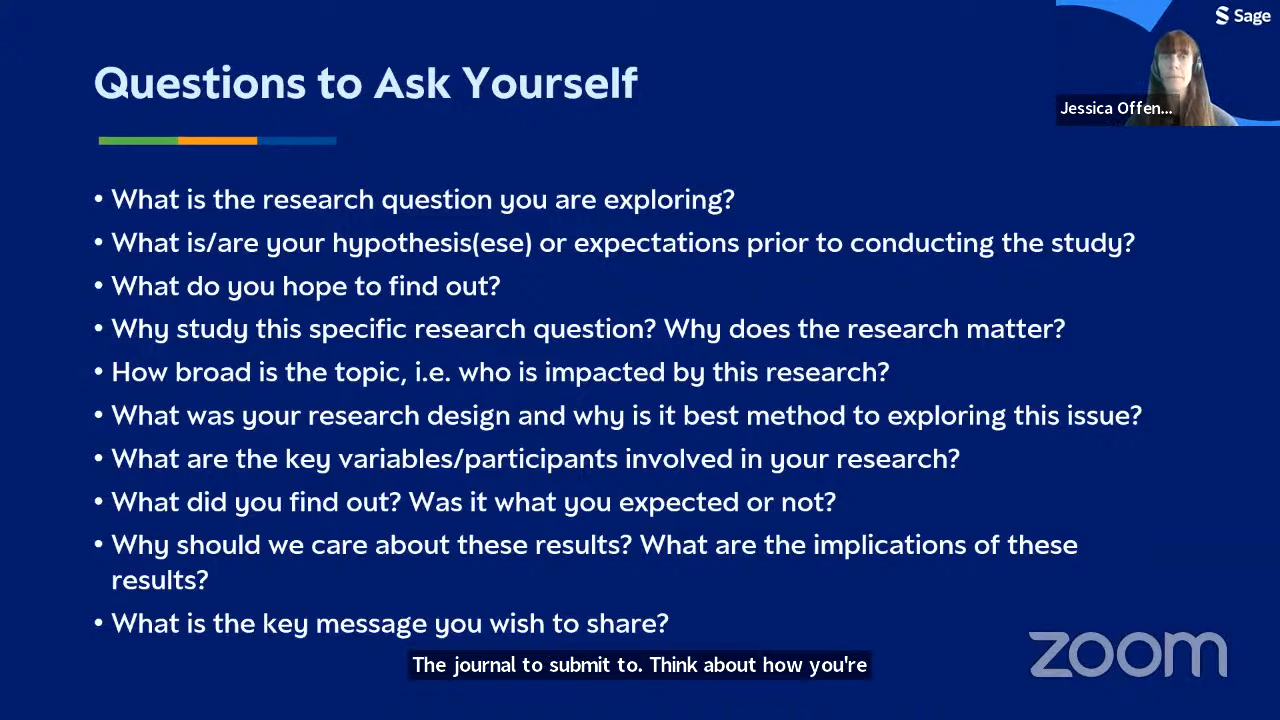 Sage
Questions to Ask Yourself
Jessica Offen...
• What is the research question you are exploring?
• What is/are your hypothesis(ese) or expectations prior to conducting the study?
• What do you hope to find out?
• Why study this specific research question? Why does the research matter?
• How broad is the topic, i.e. who is impacted by this research?
• What was your research design and why is it best method to exploring this issue?
• What are the key variables/participants involved in your research?
• What did you find out? Was it what you expected or not?
• Why should we care about these results? What are the implications of these
results?
• What is the key message you wish to share?
The journal to submit to. Think about how you're
zoom